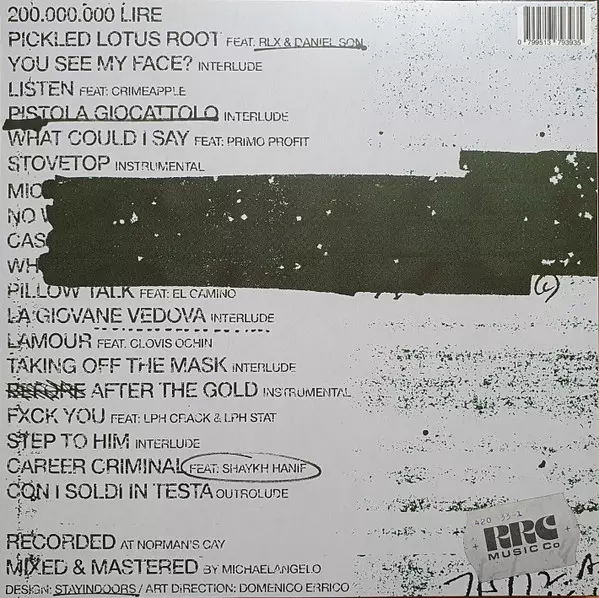 200.000.000 LIRE
PICKLED LOTUS ROOT FEAT. RLX & DANIEL SON
YOU SEE MY FACE? INTERLUDE
LISTEN FEAT: CRIMEAPPLE
PISTOLA GIOCATTOLO INTERLUDE
WHAT COULD I SAY FEAT: PRIMO PROFIT
STOVETOP INSTRUMENTAL
MIC
NO
CAS
WH
PILLOW TALK FEAT: EL CAMINO
LA GIOVANE VEDOVA INTERLUDE
LAMOUR FEAT. CLOVIS OCHIN
TAKING OFF THE MASK INTERLUDE
BEFORE AFTER THE GOLD INSTRUMENTAL
FXCK YOU FEAT: LPH CRACK & LPH STAT
STEP TO HIM INTERLUDE
CAREER CRIMINAL FEAT: SHAYKH HANIF
CON I SOLDI IN TESTA OUTROLUDE
RECORDED AT NORMAN'S CAY
MIXED & MASTERED BY MICHAELANGELO
DESIGN: STAYINDOORS / ART DIRECTION: DOMENICO ERRICO
0 799513 793935
(c)
RRC
MUSIC Co